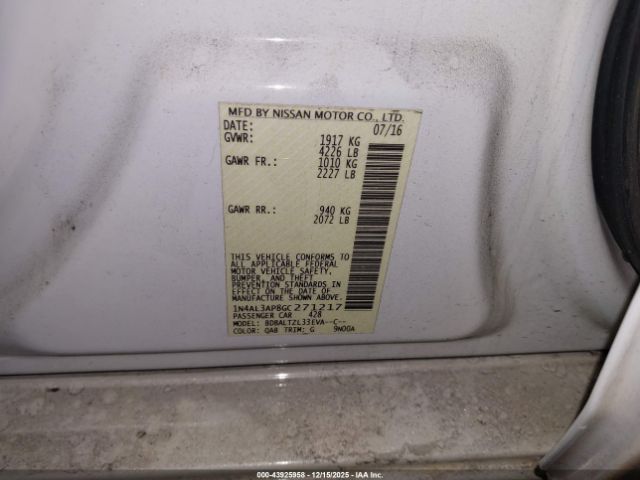 MFD BY NISSAN MOTOR CO., LTD.
DATE: 07/16
GVWR: 1917 KG
4226 LB
GAWR FR.: 1010 KG
2227 LB
GAWR RR.: 940 KG
2072 LB
THIS VEHICLE CONFORMS TO
ALL APPLICABLE FEDERAL
MOTOR VEHICLE SAFETY,
BUMPER, AND THEFT
PREVENTION STANDARDS
IN EFFECT ON THE DATE OF
MANUFACTURE SHOWN ABOVE.
1N4AL3AP8GC271217
PASSENGER CAR 428
MODEL: BDBALTZL33EVA--C--
COLOR: QAB TRIM: G 9N00A
000-43925958 - 12/15/2025 - IAAI.com